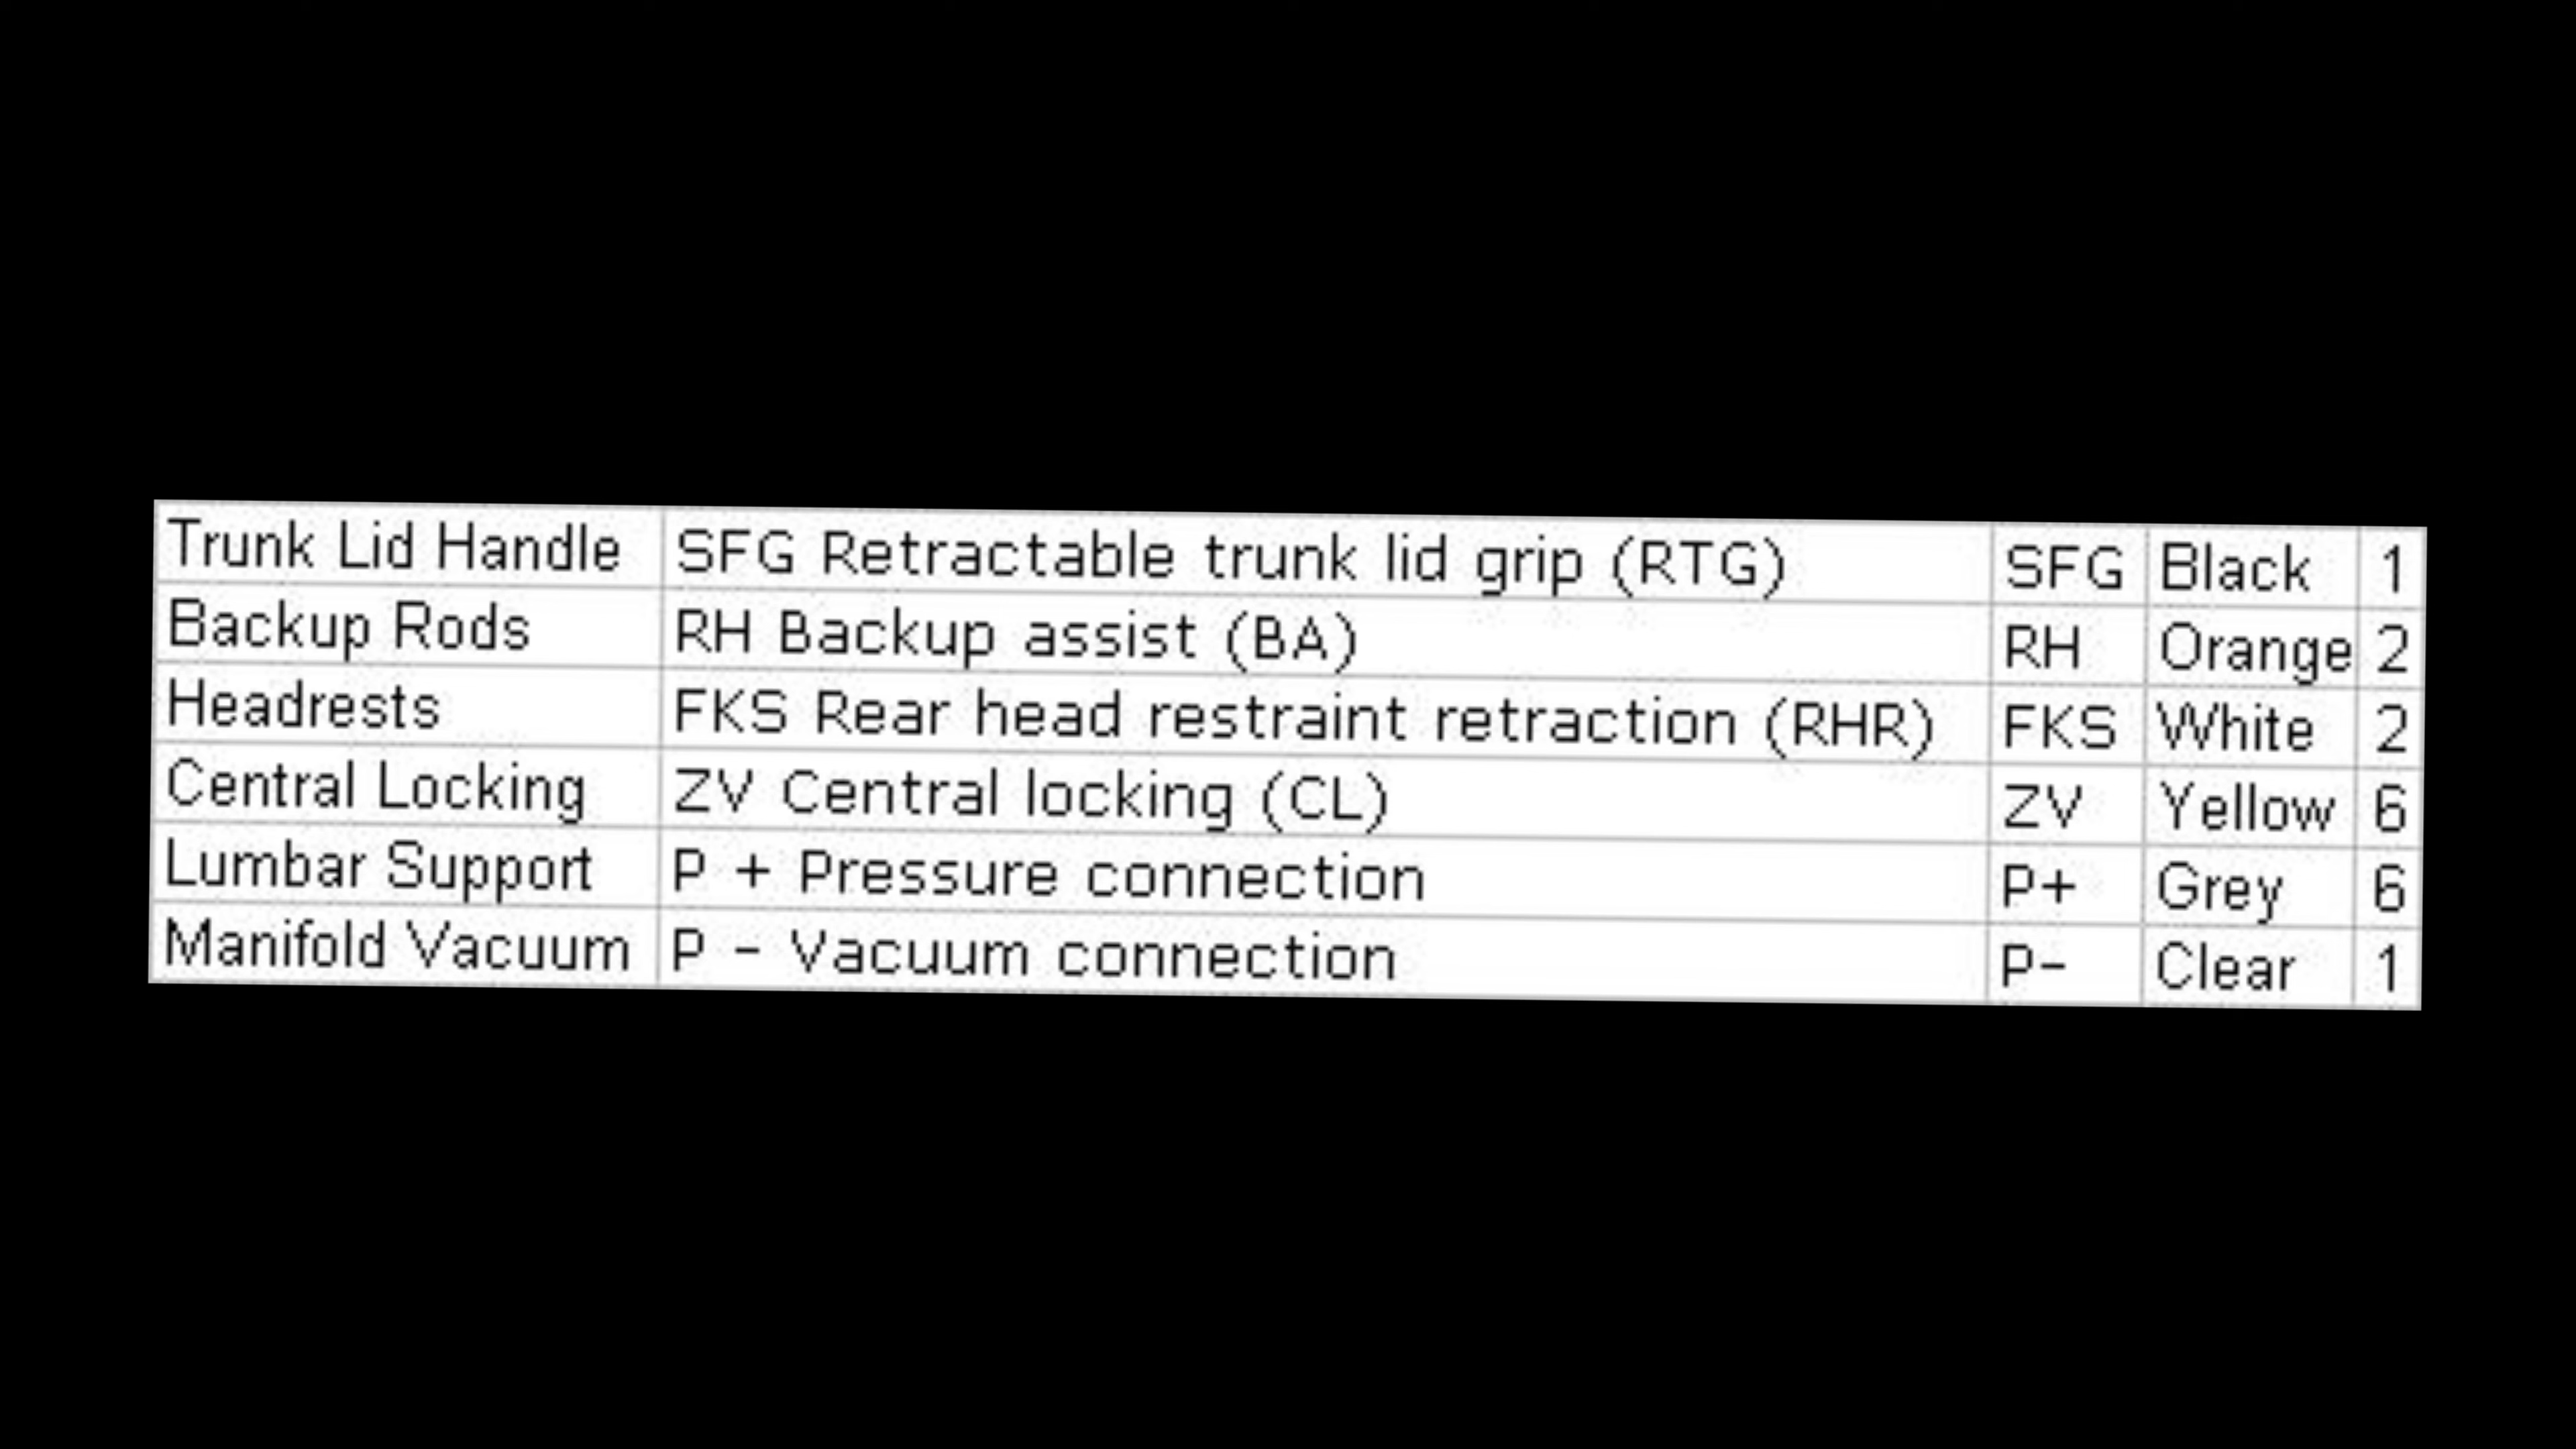 Trunk Lid Handle SFG Retractable trunk lid grip (RTG) SFG Black 1
Backup Rods RH Backup assist (BA) RH Orange 2
Headrests FKS Rear head restraint retraction (RHR) FKS White 2
Central Locking ZV Central locking (CL) ZV Yellow 6
Lumbar Support P + Pressure connection P+ Grey 6
Manifold Vacuum P - Vacuum connection P- Clear 1